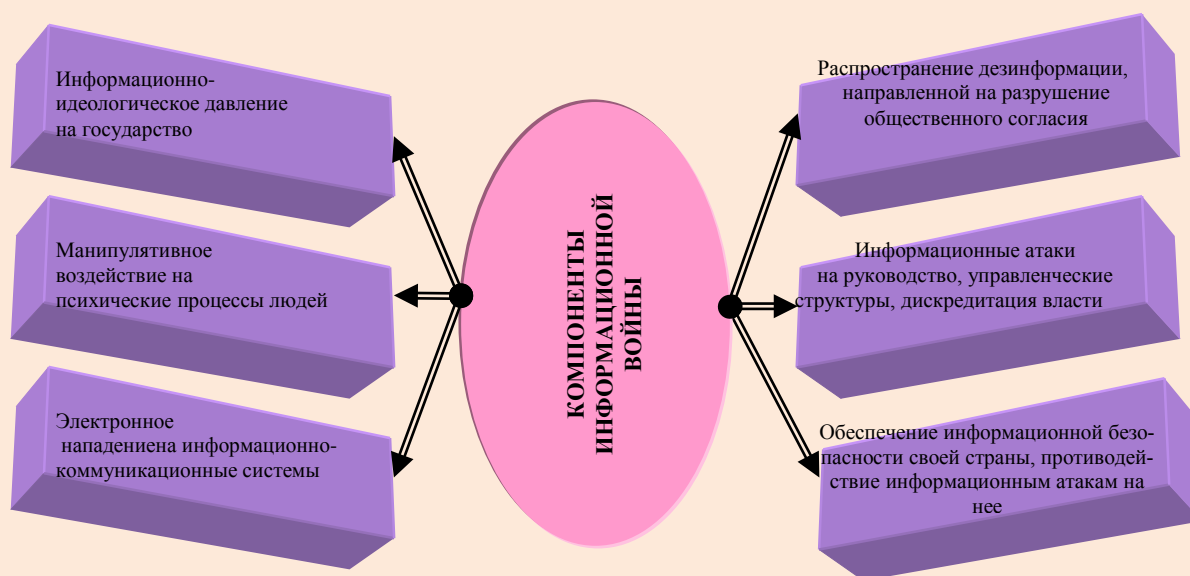 Информационно-
идеологическое давление
на государство
Манипулятивное
воздействие на
психические процессы людей
Электронное
нападениена информационно-
коммуникационные системы
КОМПОНЕНТЫ
ИНФОРМАЦИОННОЙ
ВОЙНЫ
Распространение дезинформации,
направленной на разрушение
общественного согласия
Информационные атаки
на руководство, управленческие
структуры, дискредитация власти
Обеспечение информационной безо-
пасности своей страны, противодей-
ствие информационным атакам на
нее